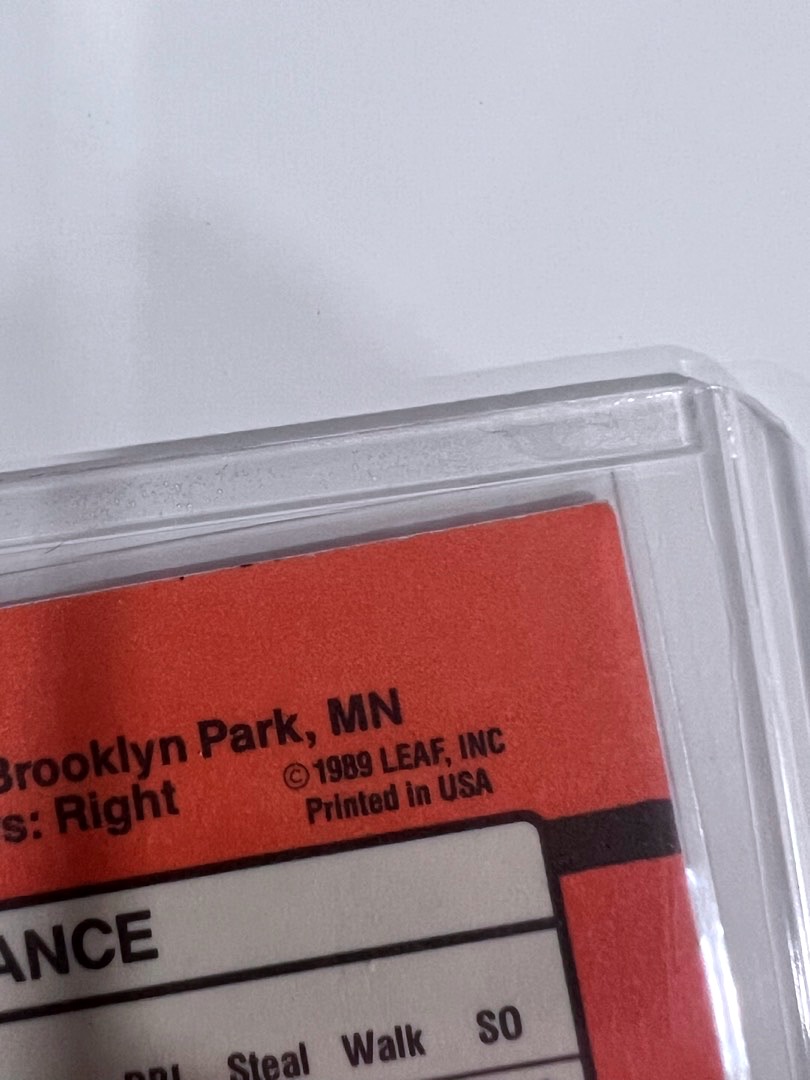 Brooklyn Park, MN
© 1989 LEAF, INC
s: Right
Printed in USA
ANCE
Steal Walk SO